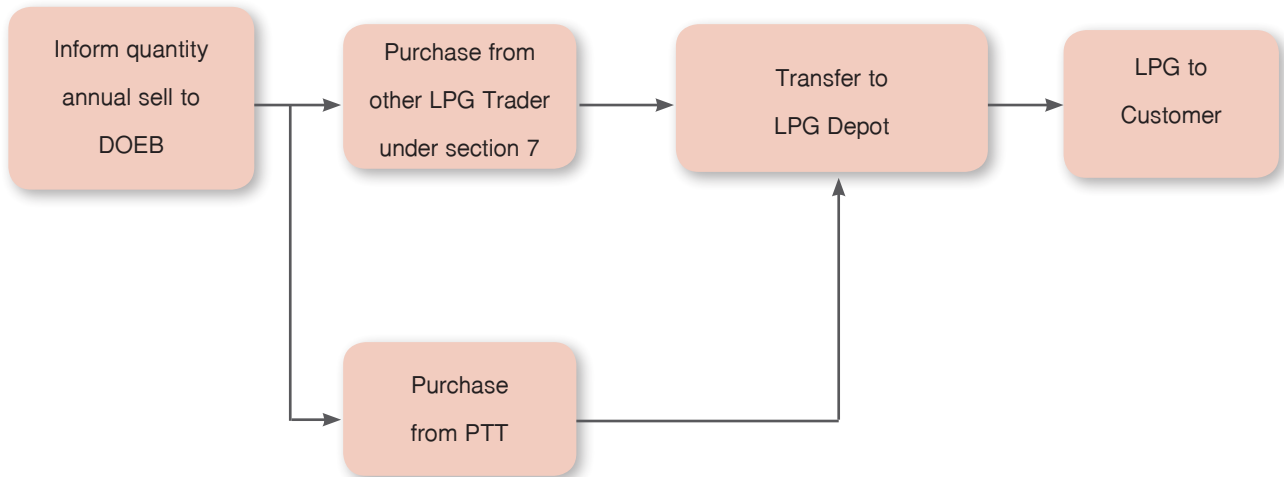 Inform quantity
annual sell to
DOEB
Purchase from
other LPG Trader
under section 7
Transfer to
LPG Depot
LPG to
Customer
Purchase
from PTT